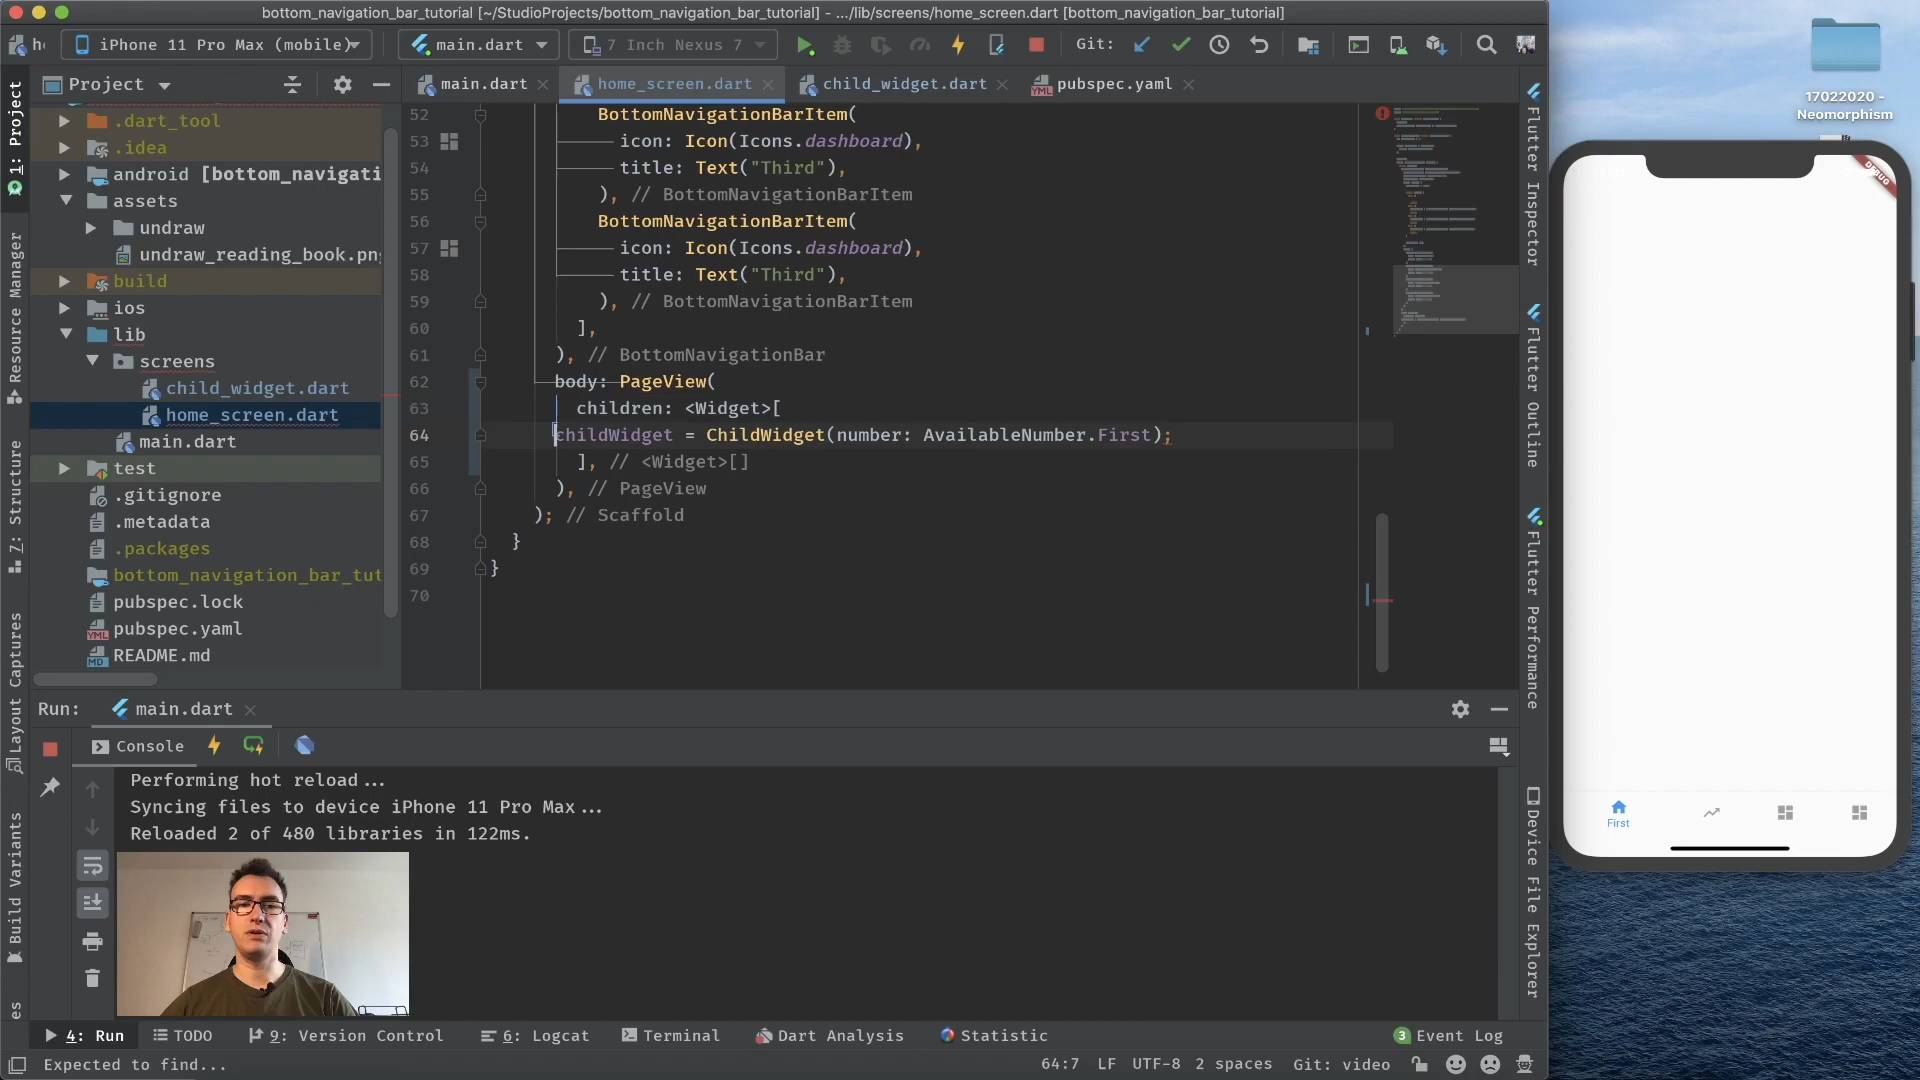 bottom_navigation_bar_tutorial [~/StudioProjects/bottom_navigation_bar_tutorial] - .../lib/screens/home_screen.dart [bottom_navigation_bar_tutorial]
iPhone 11 Pro Max (mobile)
main.dart
7 Inch Nexus 7
Git:
17022020 -
Neomorphism
1: Project
Resource Manager
7: Structure
Layout Captures
Build Variants
es
Project
.dart_tool
.idea
android [bottom_navigati
assets
undraw
undraw_reading_book.png
build
ios
lib
screens
child_widget.dart
home_screen.dart
main.dart
test
.gitignore
.metadata
.packages
bottom_navigation_bar_tut
pubspec.lock
pubspec.yaml
README.md
main.dart
home_screen.dart
child_widget.dart
pubspec.yaml
52 BottomNavigationBarItem(
53 icon: Icon(Icons.dashboard),
54 title: Text("Third"),
55 ), // BottomNavigationBarItem
56 BottomNavigationBarItem(
57 icon: Icon(Icons.dashboard),
58 title: Text("Third"),
59 ), // BottomNavigationBarItem
60 ],
61 ), // BottomNavigationBar
62 body: PageView(
63 children: <Widget>[
64 childWidget = ChildWidget(number: AvailableNumber.First);
65 ], // <Widget>[]
66 ), // PageView
67 ); // Scaffold
68 }
69 }
70
Flutter Inspector
Flutter Outline
Flutter Performance
Device File Explorer
DEBUG
First
Run: main.dart
Console
Performing hot reload...
Syncing files to device iPhone 11 Pro Max...
Reloaded 2 of 480 libraries in 122ms.
4: Run
TODO
9: Version Control
6: Logcat
Terminal
Dart Analysis
Statistic
3 Event Log
Expected to find...
64:7 LF UTF-8 2 spaces Git: video